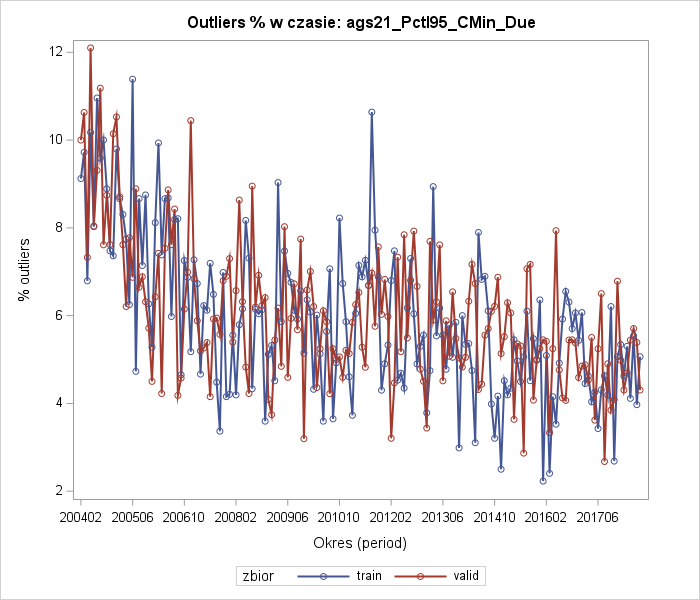 Outliers % w czasie: ags21_Pctl95_CMin_Due
12
10
8
6
4
2
% outliers
200402 200506 200610 200802 200906 201010 201202 201306 201410 201602 201706
Okres (period)
zbior train valid